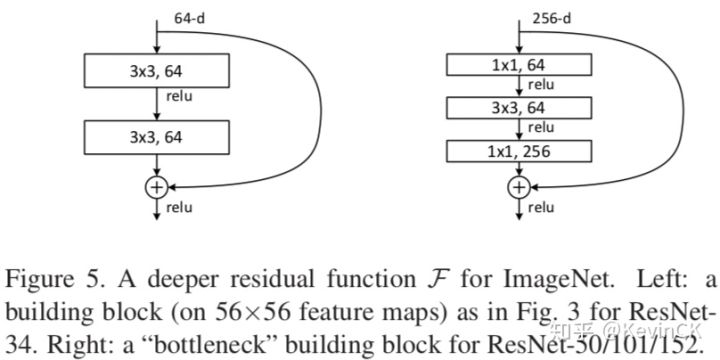 64-d
3x3, 64
relu
3x3, 64
+
relu
256-d
1x1, 64
relu
3x3, 64
relu
1x1, 256
+
relu
Figure 5. A deeper residual function F for ImageNet. Left: a
building block (on 56×56 feature maps) as in Fig. 3 for ResNet-
34. Right: a “bottleneck” building block for ResNet-50/101/152.
知乎 @KevinCK